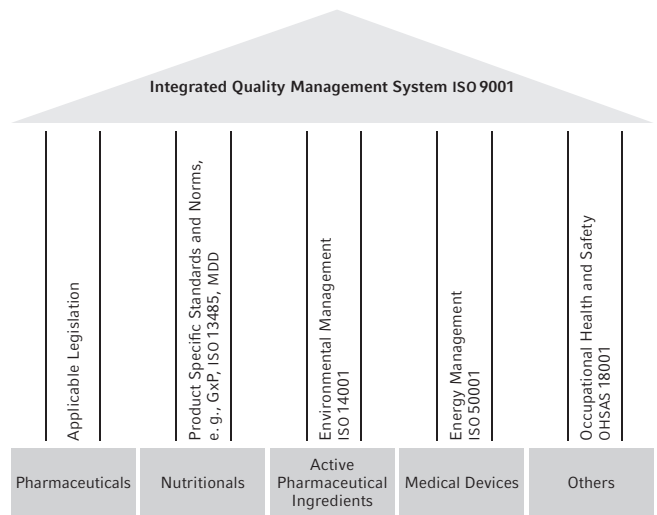 Integrated Quality Management System ISO 9001
Applicable Legislation
Product Specific Standards and Norms,
e. g., GxP, ISO 13485, MDD
Environmental Management
ISO 14001
Energy Management
ISO 50001
Occupational Health and Safety
OHSAS 18001
Pharmaceuticals
Nutritionals
Active
Pharmaceutical
Ingredients
Medical Devices
Others